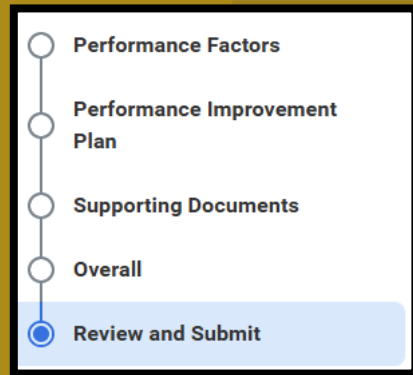 Performance Factors
Performance Improvement
Plan
Supporting Documents
Overall
Review and Submit